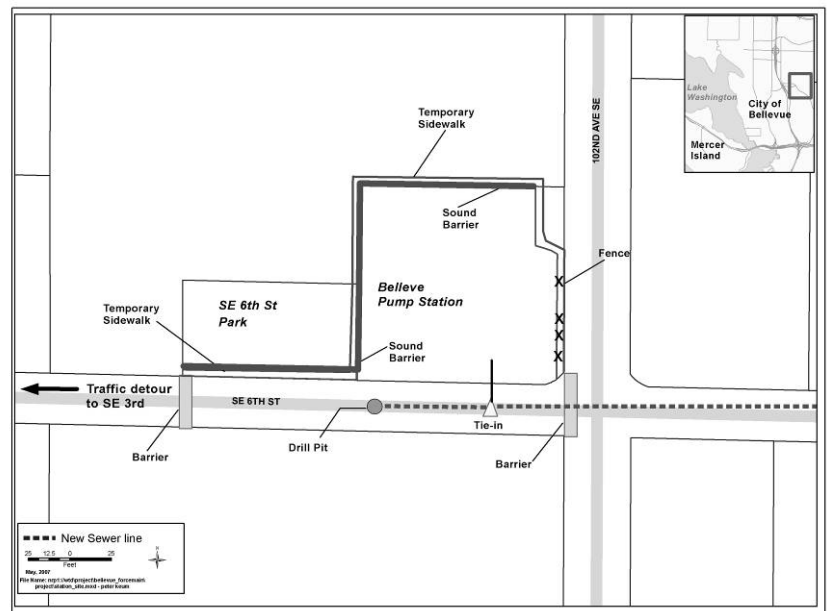 Lake
Washington
City of
Bellevue
Mercer
Island
102ND AVE SE
Temporary
Sidewalk
Sound
Barrier
Fence
X
X
X
X
Belleve
Pump Station
SE 6th St
Park
Temporary
Sidewalk
Sound
Barrier
Traffic detour
to SE 3rd
SE 6TH ST
Tie-in
Drill Pit
Barrier
Barrier
New Sewer line
25 12.5 0 25
Feet
N
May, 2007